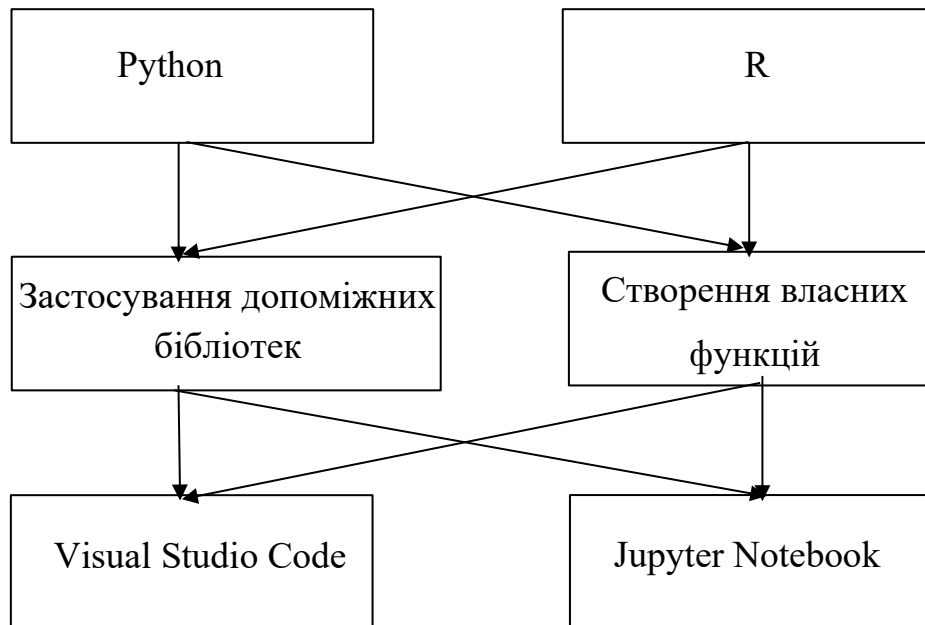 Python
R
Застосування допоміжних
бібліотек
Створення власних
функцій
Visual Studio Code
Jupyter Notebook